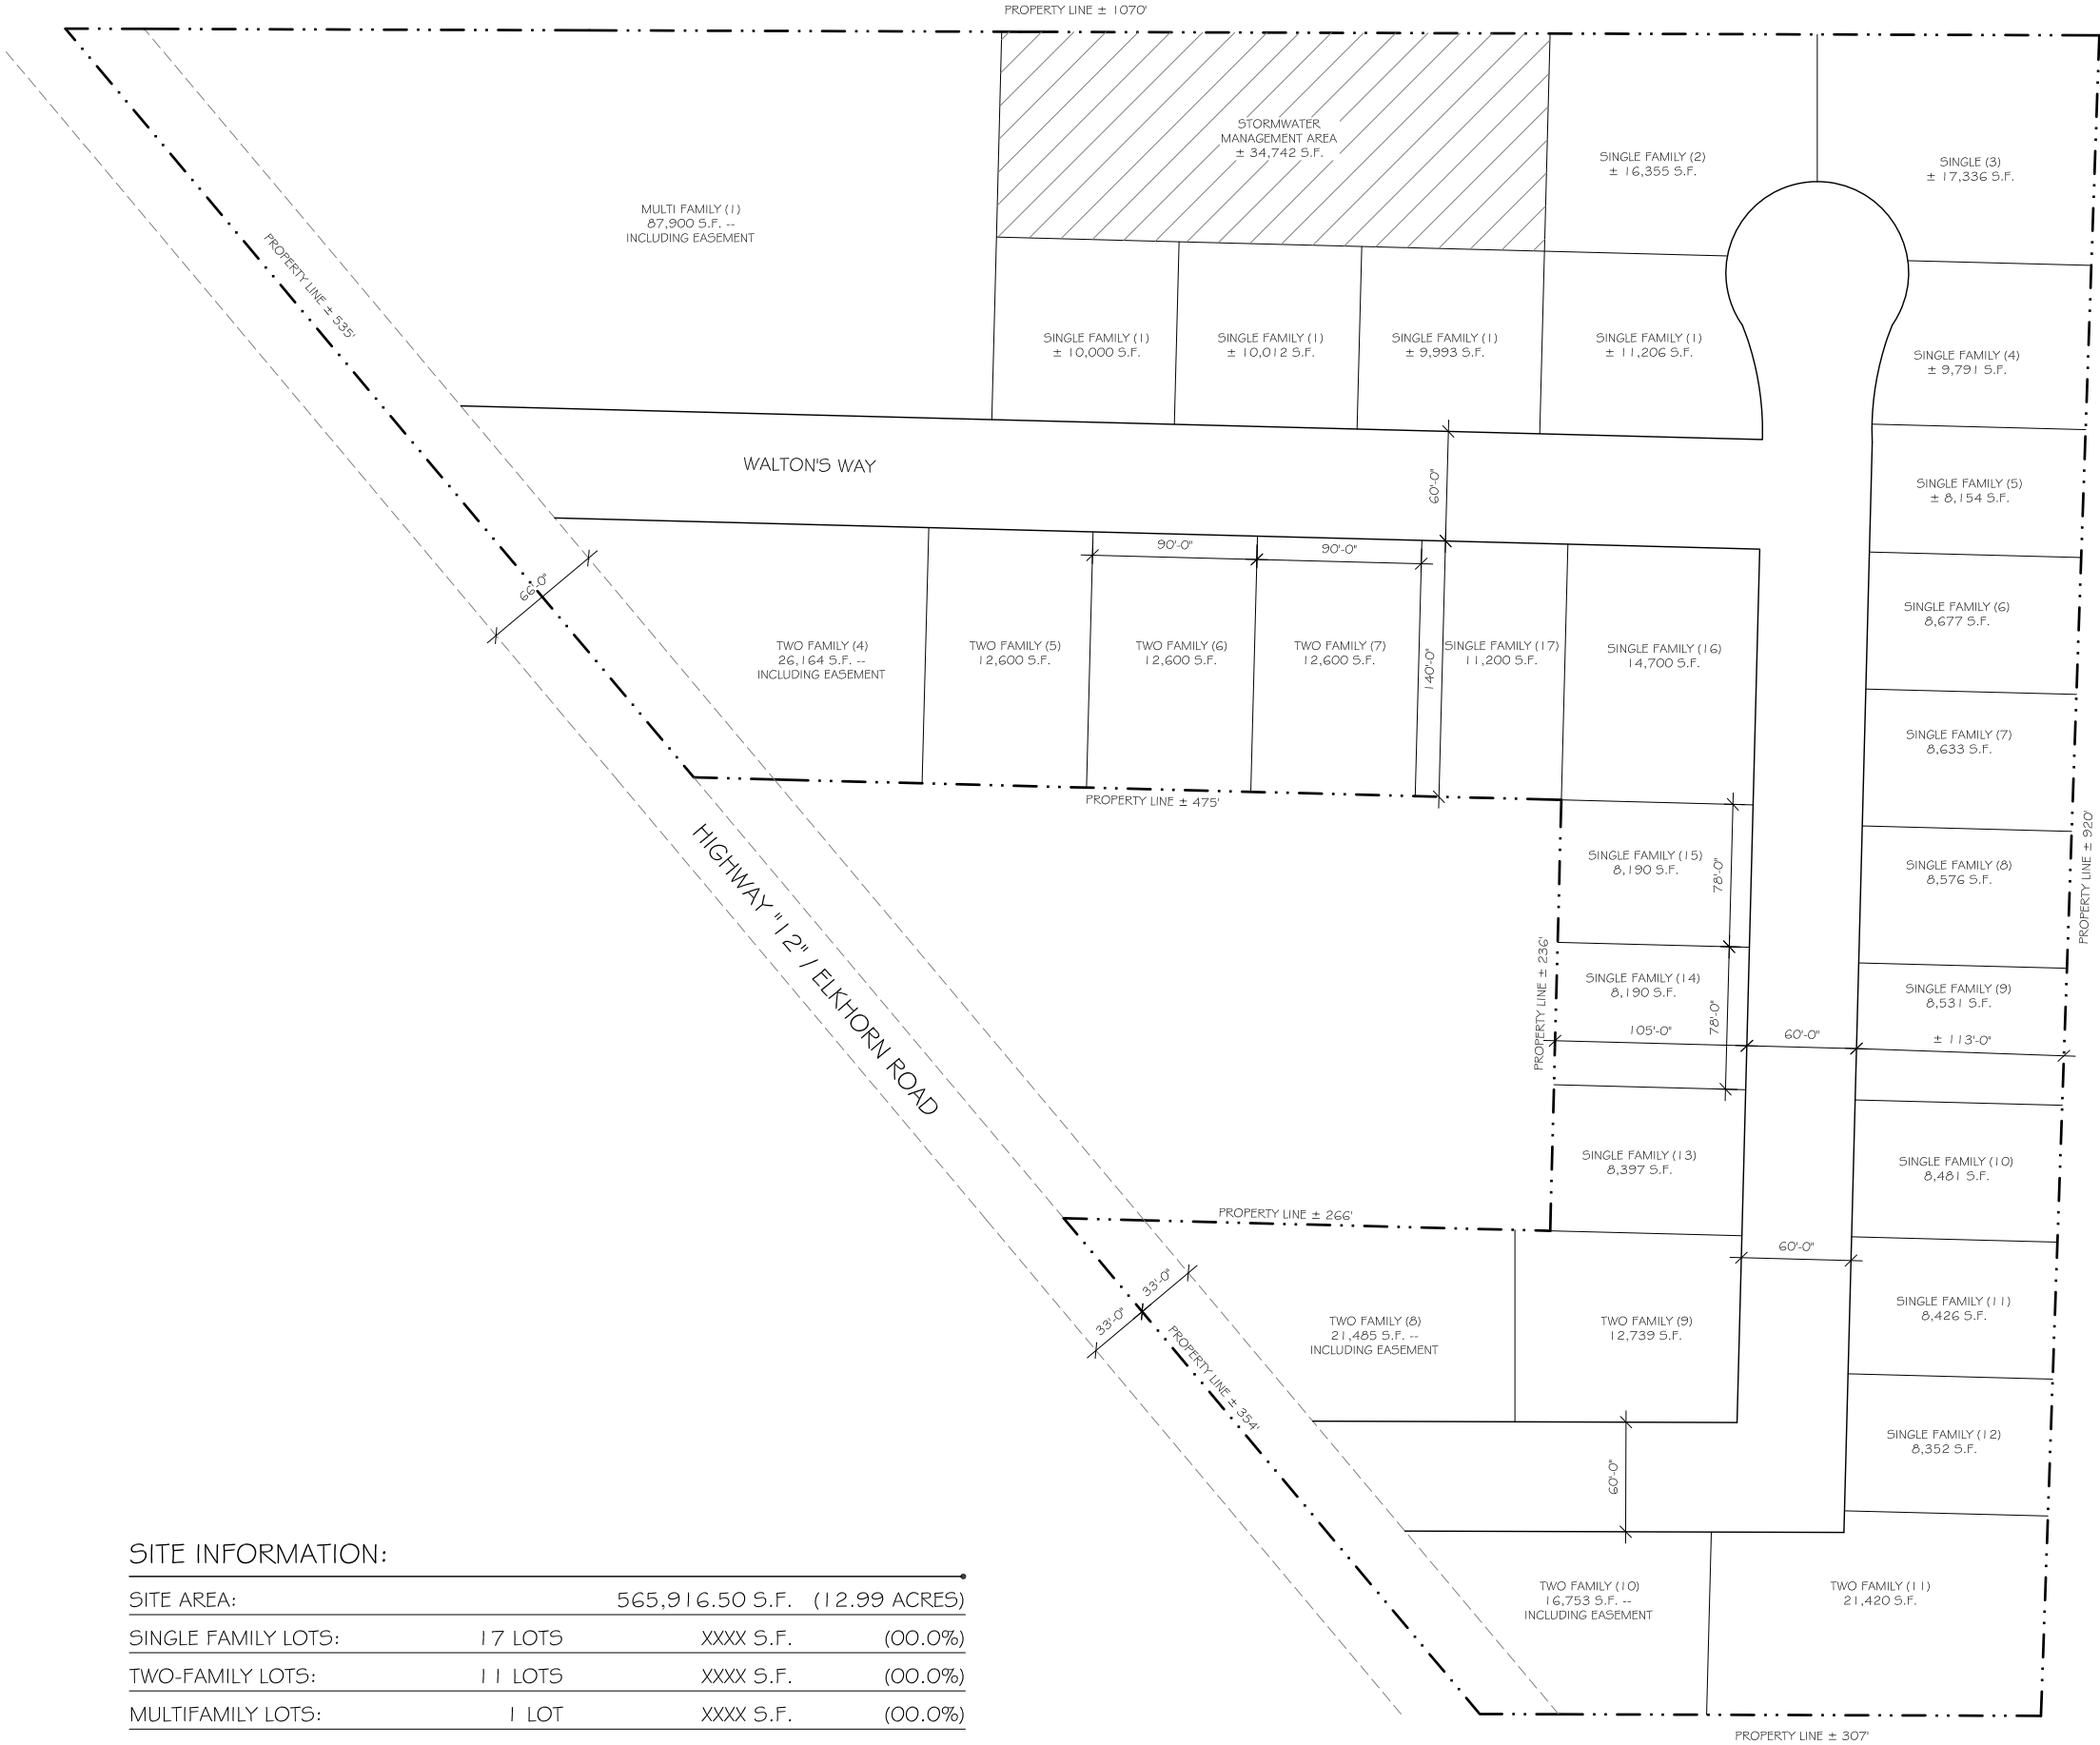 PROPERTY LINE ± 1070'
STORMWATER
MANAGEMENT AREA
± 34,742 S.F.
SINGLE FAMILY (2)
± 16,355 S.F.
SINGLE (3)
± 17,336 S.F.
MULTI FAMILY (1)
87,900 S.F. --
INCLUDING EASEMENT
PROPERTY LINE ± 535'
SINGLE FAMILY (1)
± 10,000 S.F.
SINGLE FAMILY (1)
± 10,012 S.F.
SINGLE FAMILY (1)
± 9,993 S.F.
SINGLE FAMILY (1)
± 11,206 S.F.
SINGLE FAMILY (4)
± 9,791 S.F.
WALTON'S WAY
60'-0"
SINGLE FAMILY (5)
± 8,154 S.F.
90'-0"
90'-0"
66'-0"
TWO FAMILY (4)
26,164 S.F. --
INCLUDING EASEMENT
TWO FAMILY (5)
12,600 S.F.
TWO FAMILY (6)
12,600 S.F.
TWO FAMILY (7)
12,600 S.F.
140'-0"
SINGLE FAMILY (17)
11,200 S.F.
SINGLE FAMILY (16)
14,700 S.F.
SINGLE FAMILY (6)
8,677 S.F.
SINGLE FAMILY (7)
8,633 S.F.
PROPERTY LINE ± 475'
HIGHWAY "12" / ELKHORN ROAD
SINGLE FAMILY (15)
8,190 S.F.
78'-0"
SINGLE FAMILY (8)
8,576 S.F.
PROPERTY LINE ± 920'
PROPERTY LINE ± 236'
SINGLE FAMILY (14)
8,190 S.F.
78'-0"
SINGLE FAMILY (9)
8,531 S.F.
105'-0"
60'-0"
± 113'-0"
SINGLE FAMILY (13)
8,397 S.F.
SINGLE FAMILY (10)
8,481 S.F.
PROPERTY LINE ± 266'
60'-0"
33'-0"
33'-0"
PROPERTY LINE ± 354'
TWO FAMILY (8)
21,485 S.F. --
INCLUDING EASEMENT
TWO FAMILY (9)
12,739 S.F.
SINGLE FAMILY (11)
8,426 S.F.
SINGLE FAMILY (12)
8,352 S.F.
60'-0"
TWO FAMILY (10)
16,753 S.F. --
INCLUDING EASEMENT
TWO FAMILY (11)
21,420 S.F.
PROPERTY LINE ± 307'
SITE INFORMATION:
SITE AREA: 565,916.50 S.F. (12.99 ACRES)
SINGLE FAMILY LOTS: 17 LOTS XXXX S.F. (00.0%)
TWO-FAMILY LOTS: 11 LOTS XXXX S.F. (00.0%)
MULTIFAMILY LOTS: 1 LOT XXXX S.F. (00.0%)